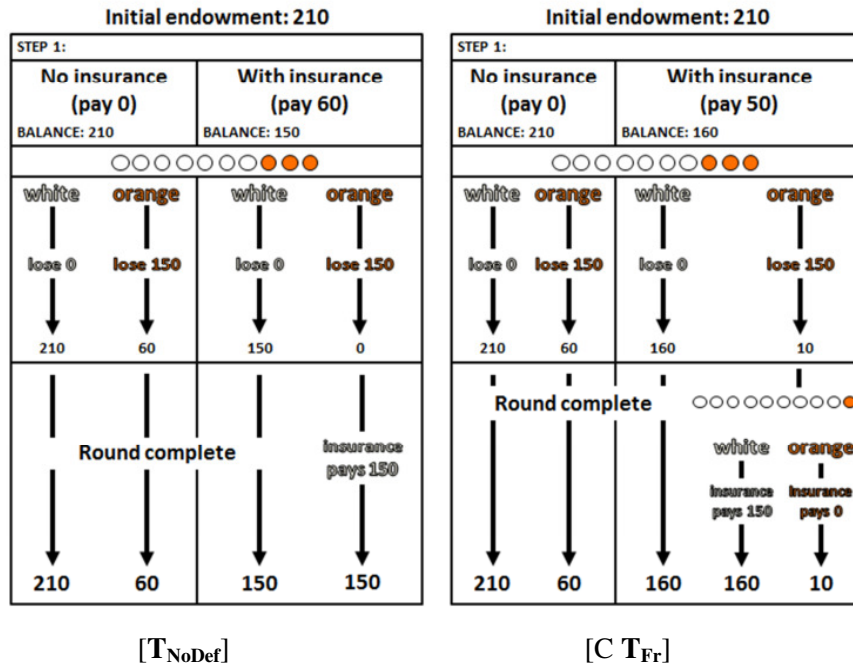 Initial endowment: 210
STEP 1:
No insurance
(pay 0)
BALANCE: 210
With insurance
(pay 60)
BALANCE: 150
white
orange
white
orange
lose 0
lose 150
lose 0
lose 150
210
60
150
0
Round complete
insurance
pays 150
210
60
150
150
[T_NoDef]
Initial endowment: 210
STEP 1:
No insurance
(pay 0)
BALANCE: 210
With insurance
(pay 50)
BALANCE: 160
white
orange
white
orange
lose 0
lose 150
lose 0
lose 150
210
60
160
10
Round complete
white
orange
insurance
pays 150
insurance
pays 0
210
60
160
160
10
[C T_Fr]